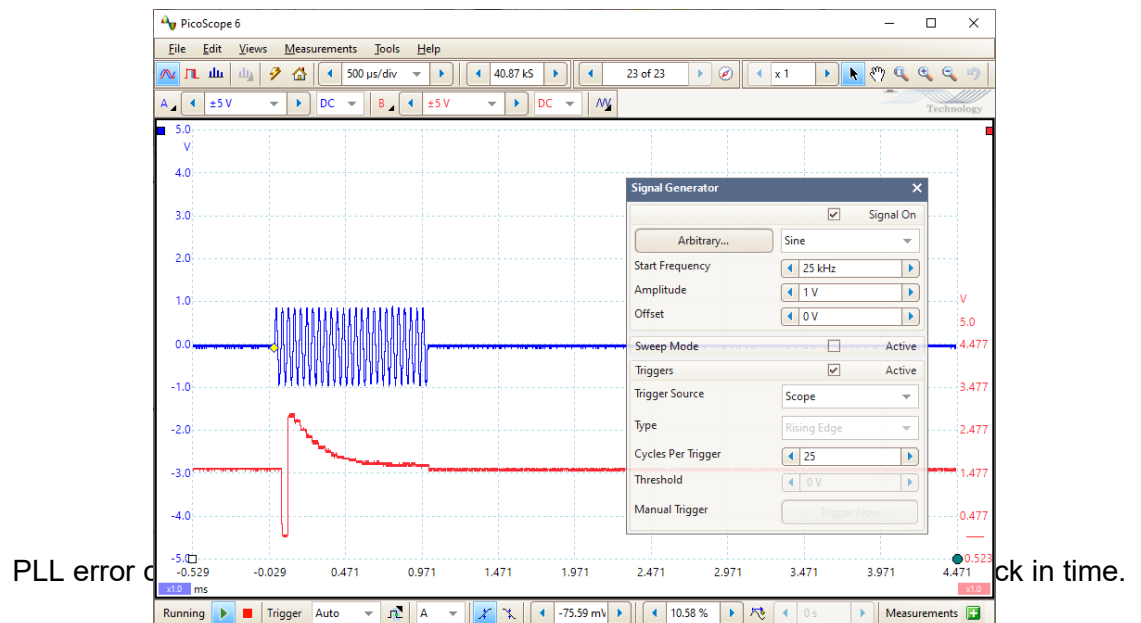 PicoScope 6
File Edit Views Measurements Tools Help
500 µs/div 40.87 kS 23 of 23 x 1
A ±5 V DC B ±5 V DC
Technology
5.0
V
4.0
3.0
2.0
1.0
0.0
-1.0
-2.0
-3.0
-4.0
-5.0
Signal Generator
Signal On
Arbitrary... Sine
Start Frequency 25 kHz
Amplitude 1 V
Offset 0 V
Sweep Mode Active
Triggers Active
Trigger Source Scope
Type Rising Edge
Cycles Per Trigger 25
Threshold 0 V
Manual Trigger Trigger Now
V
5.0
4.477
3.477
2.477
1.477
0.477
0.523
-0.529 -0.029 0.471 0.971 1.471 1.971 2.471 2.971 3.471 3.971 4.471
x1.0 ms x1.0
PLL error ck in time.
Running Trigger Auto A -75.59 mV 10.58 % 0 s Measurements